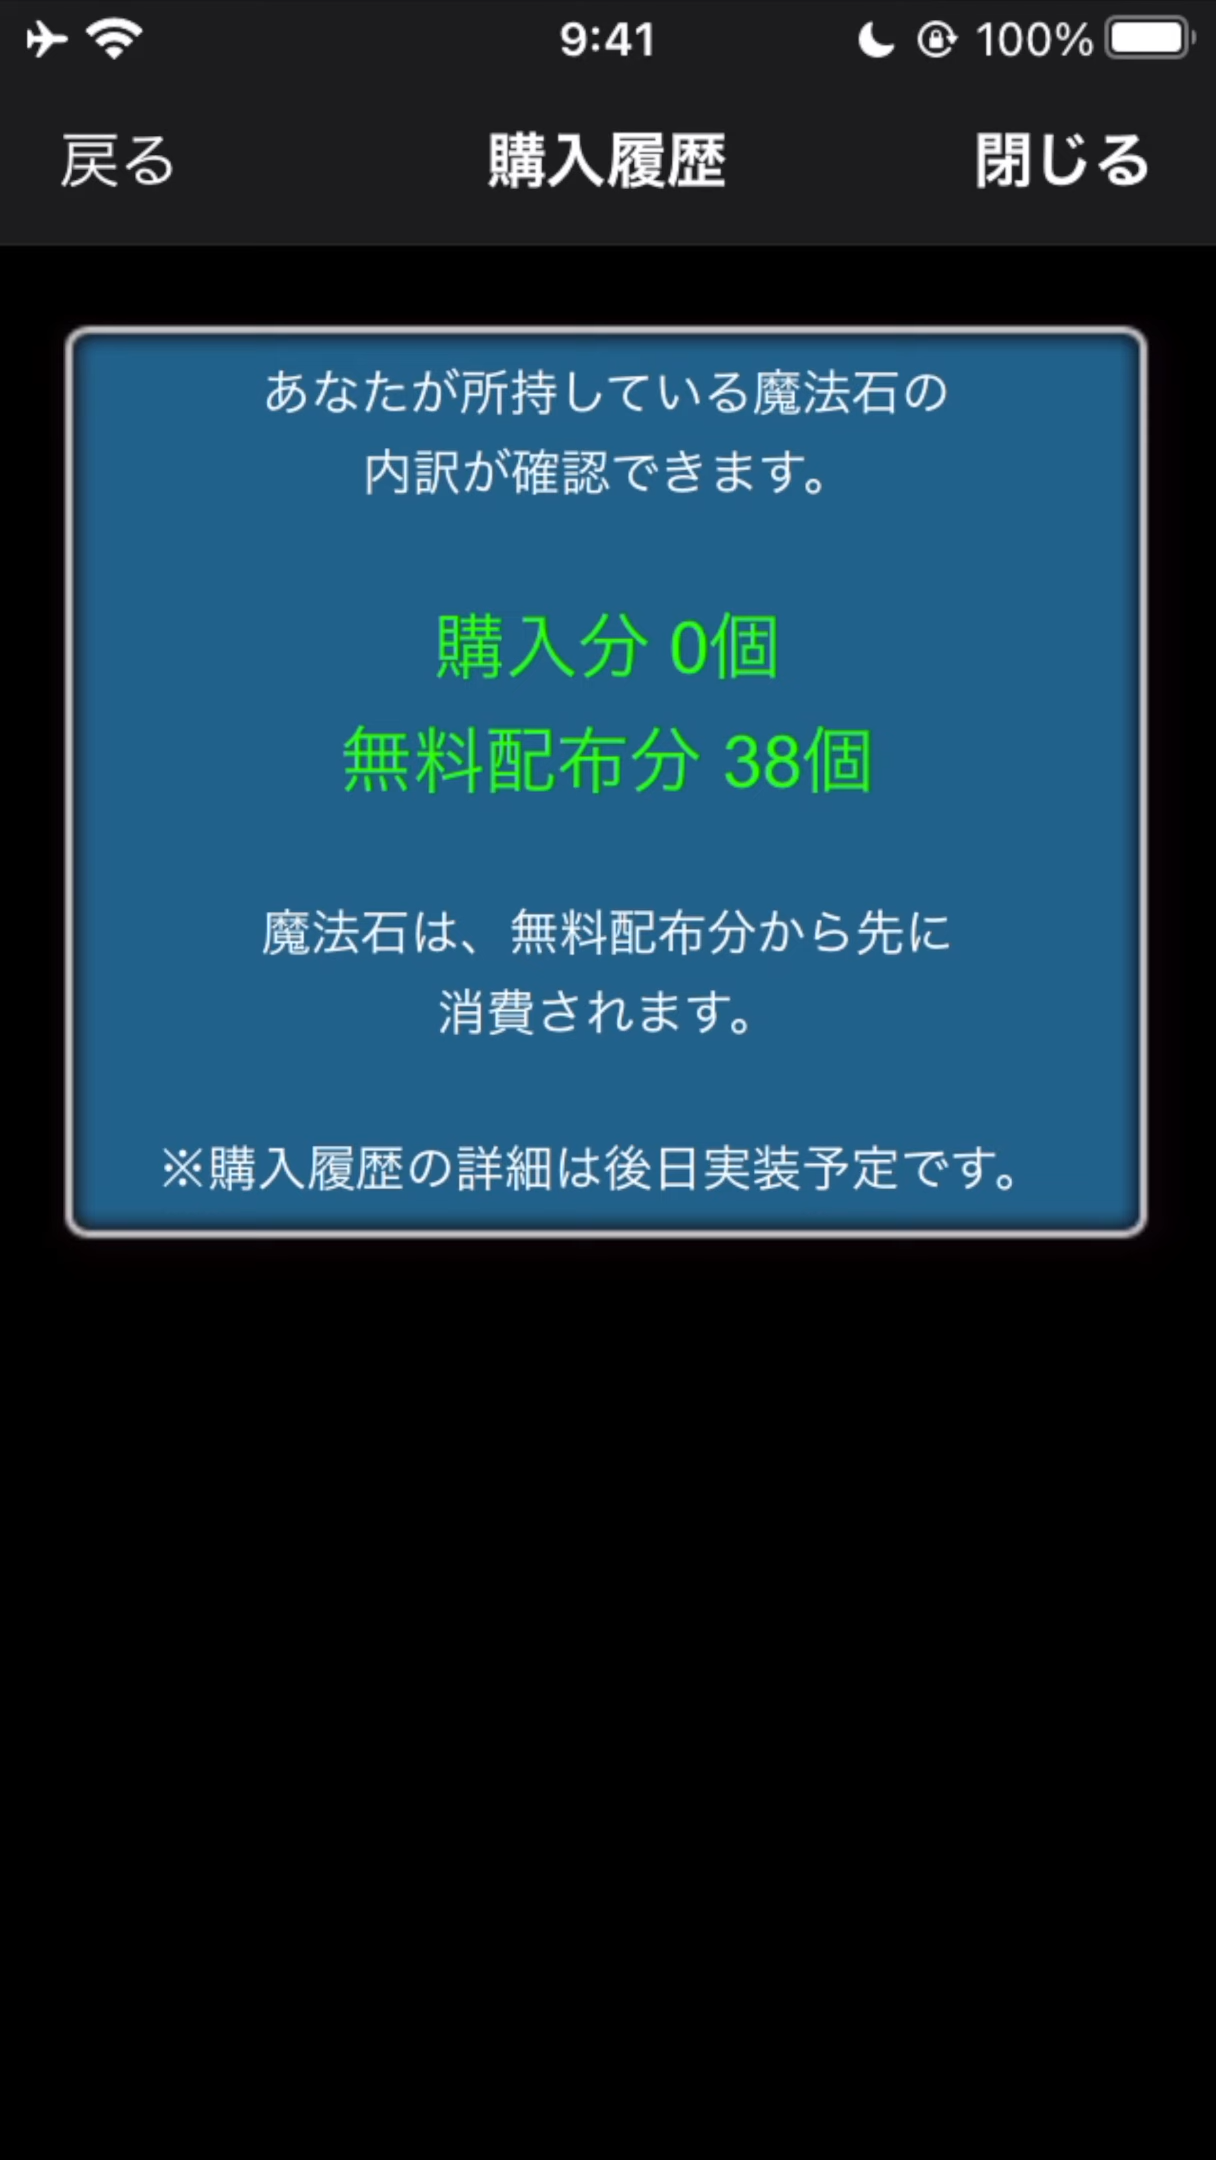 9:41
100%
戻る
購入履歴
閉じる
あなたが所持している魔法石の
内訳が確認できます。
購入分 0個
無料配布分 38個
魔法石は、無料配布分から先に
消費されます。
※購入履歴の詳細は後日実装予定です。